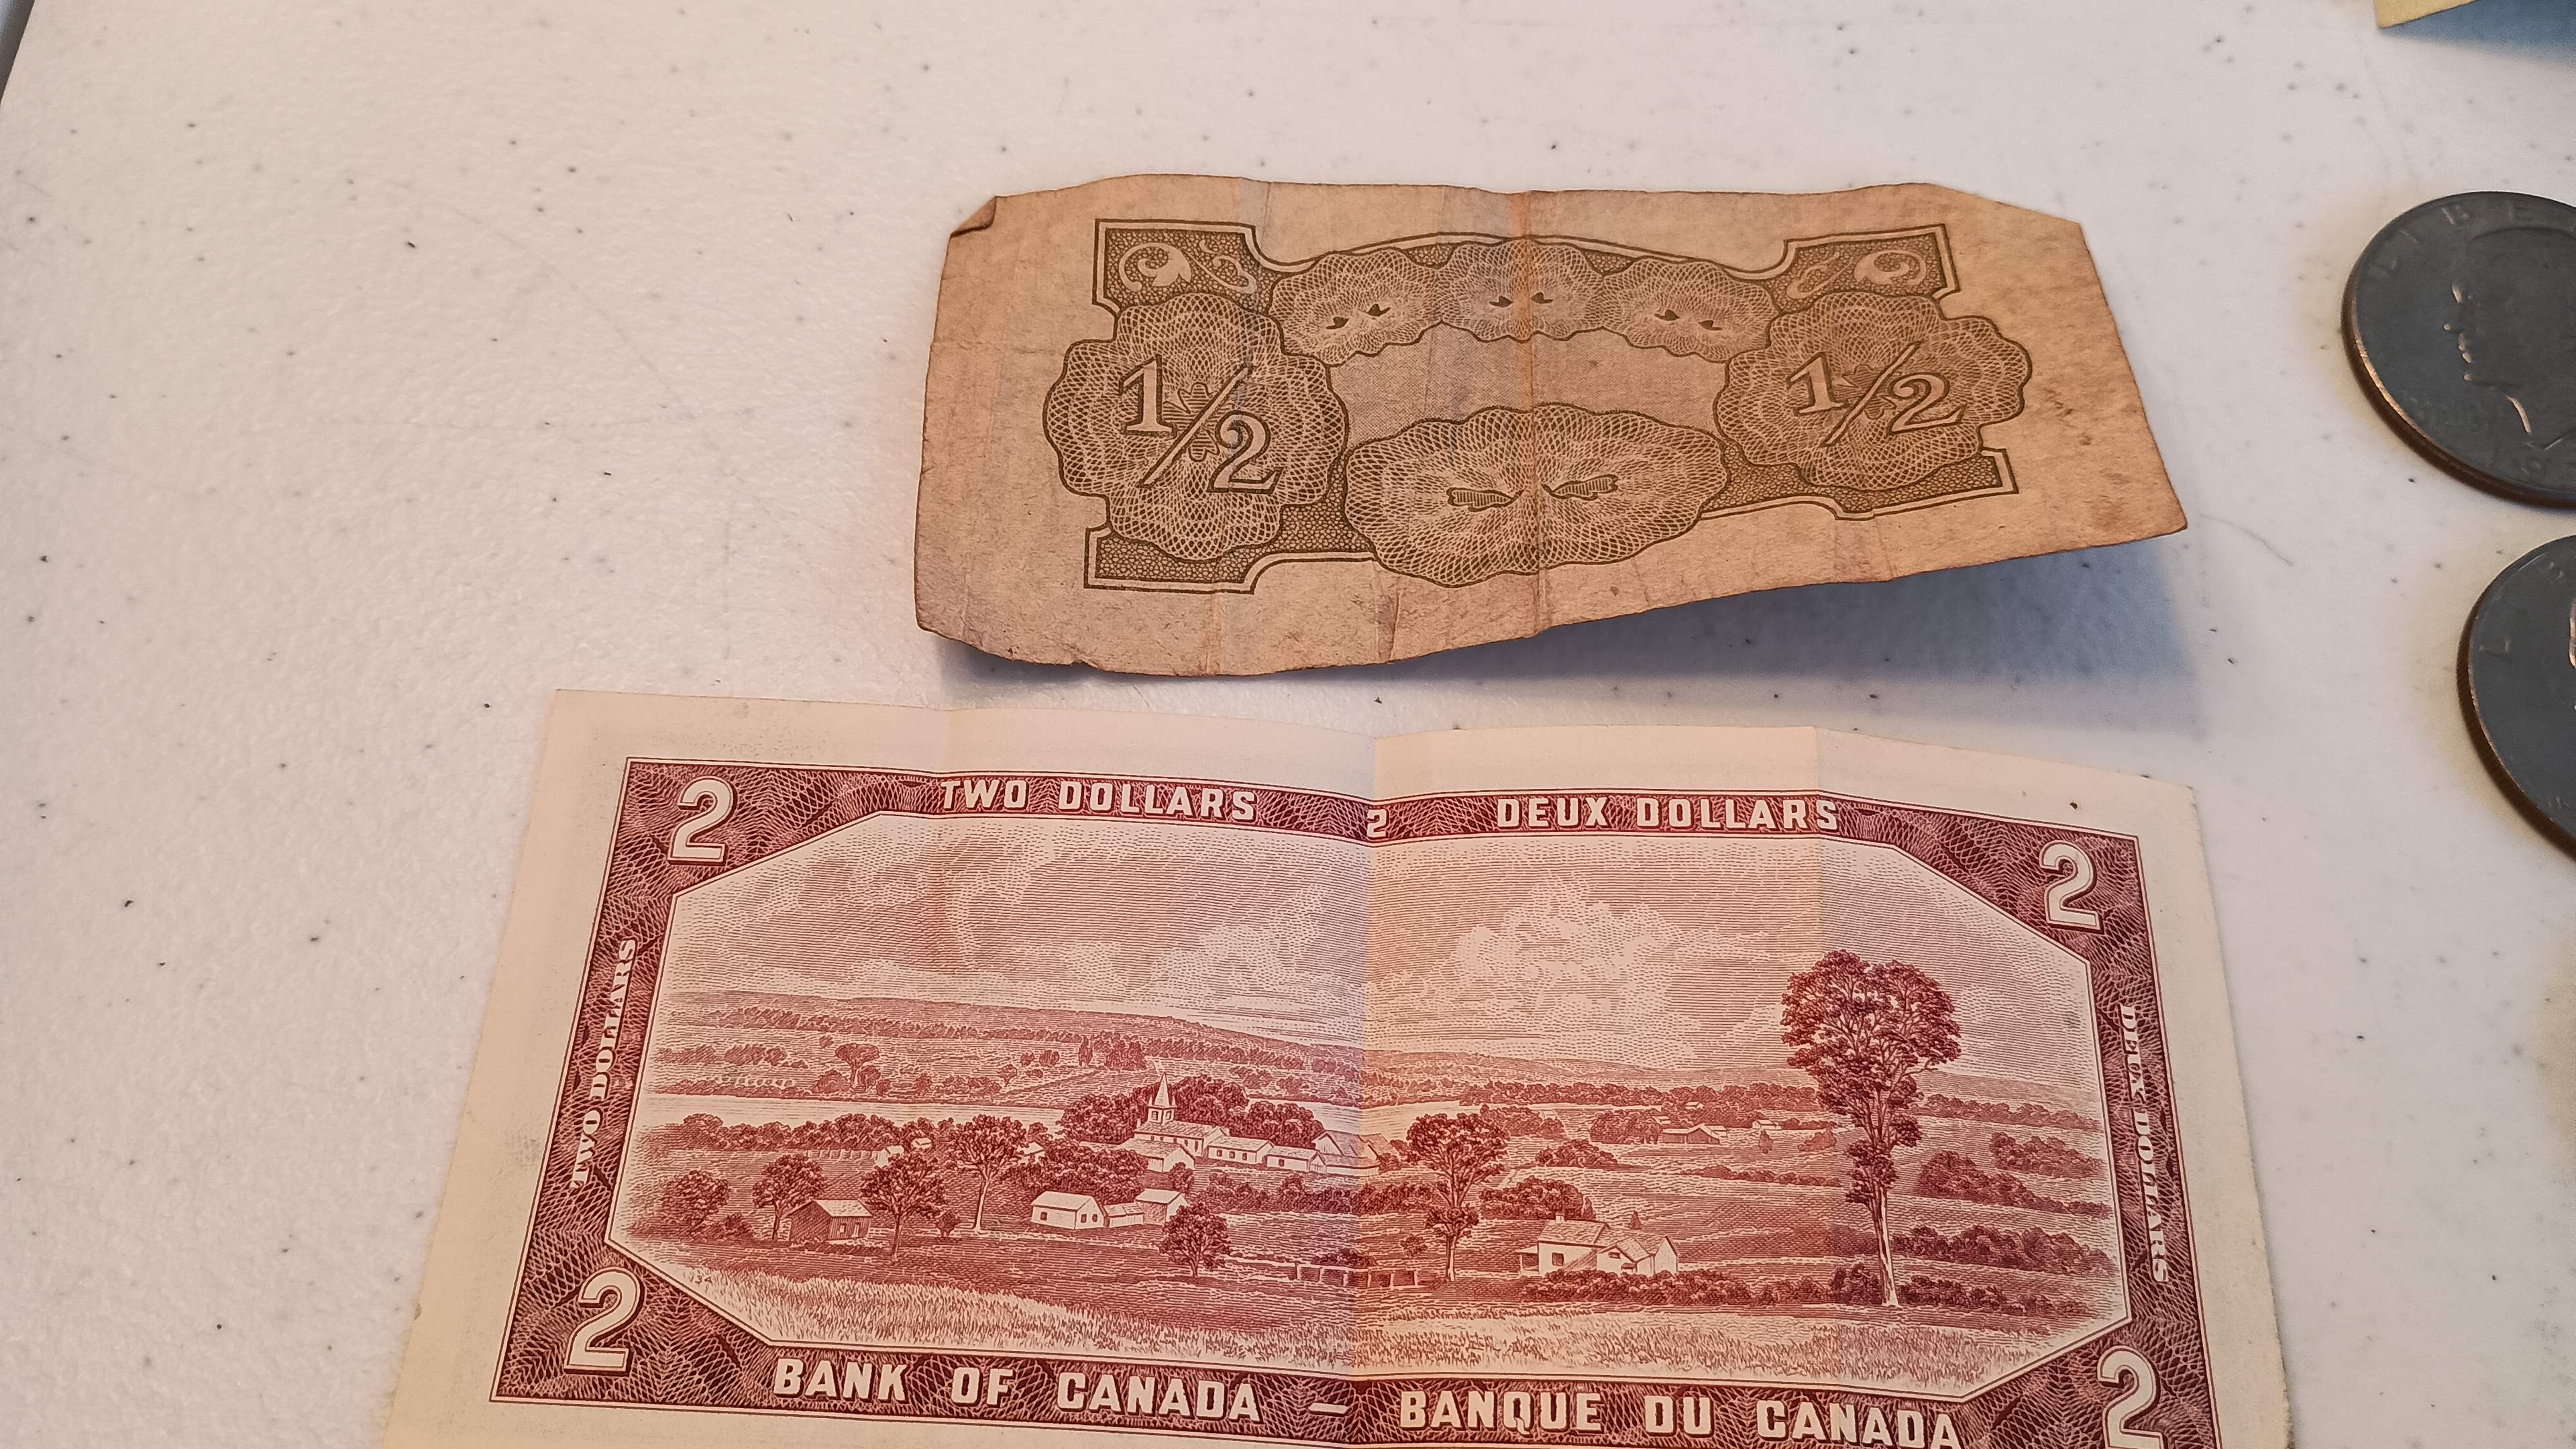 1/2 1/2
2 TWO DOLLARS 2 DEUX DOLLARS 2
TWO DOLLARS
DEUX DOLLARS
2 BANK OF CANADA – BANQUE DU CANADA 2